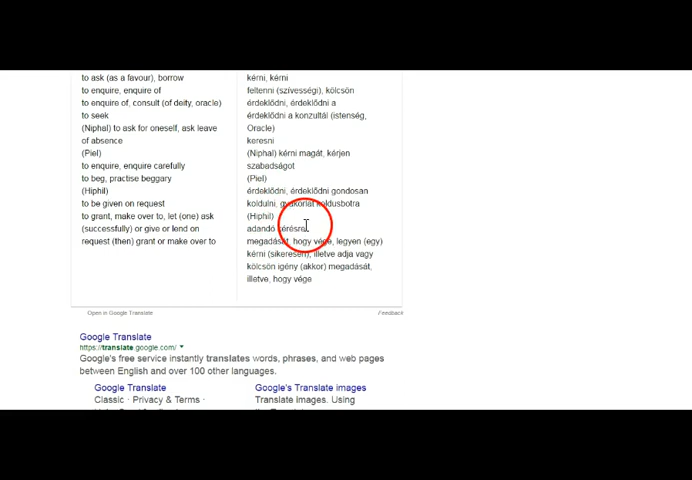 to ask (as a favour), borrow
to enquire, enquire of
to enquire of, consult (of deity, oracle)
to seek
(Niphal) to ask for oneself, ask leave
of absence
(Piel)
to enquire, enquire carefully
to beg, practise beggary
(Hiphil)
to be given on request
to grant, make over to, let (one) ask
(successfully) or give or lend on
request (then) grant or make over to
kérni, kérni
feltenni (szívességi), kölcsön
érdeklődni, érdeklődni a
érdeklődni a konzultál (istenség,
Oracle)
keresni
(Niphal) kérni magát, kérjen
szabadságot
(Piel)
érdeklődni, érdeklődni gondosan
koldulni, gyakorlat koldusbotra
(Hiphil)
adandó kérésre
megadását, hogy vége, legyen (egy)
kérni (sikeresen), illetve adja vagy
kölcsön igény (akkor) megadását,
illetve, hogy vége
Open in Google Translate
Feedback
Google Translate
https://translate.google.com/
Google's free service instantly translates words, phrases, and web pages
between English and over 100 other languages.
Google Translate
Classic · Privacy & Terms ·
Google's Translate images
Translate Images. Using